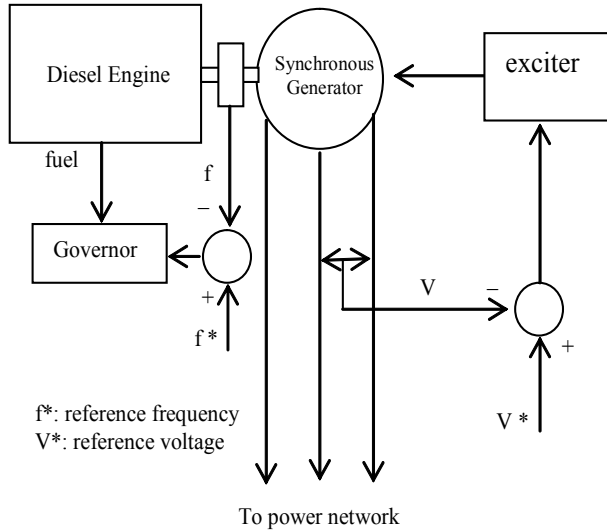 Diesel Engine
Synchronous
Generator
exciter
fuel
f
−
Governor
+
f *
V
−
+
V *
f*: reference frequency
V*: reference voltage
To power network